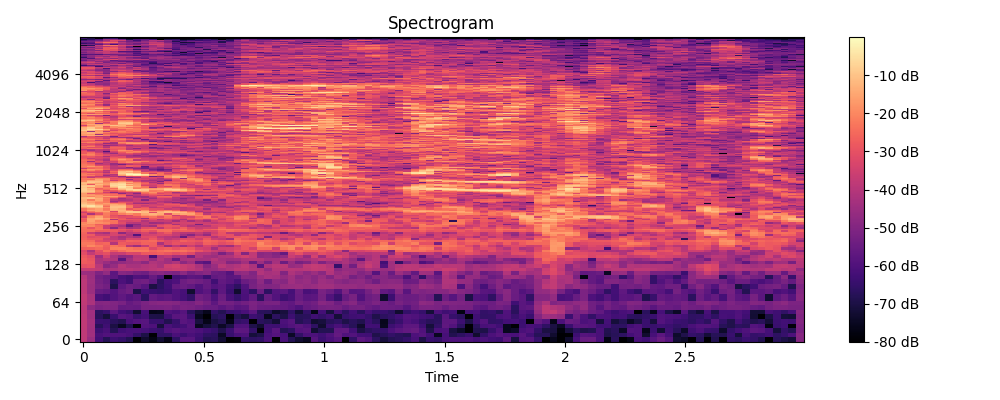 Spectrogram
Hz
4096
2048
1024
512
256
128
64
0
0
0.5
1
1.5
2
2.5
Time
-10 dB
-20 dB
-30 dB
-40 dB
-50 dB
-60 dB
-70 dB
-80 dB